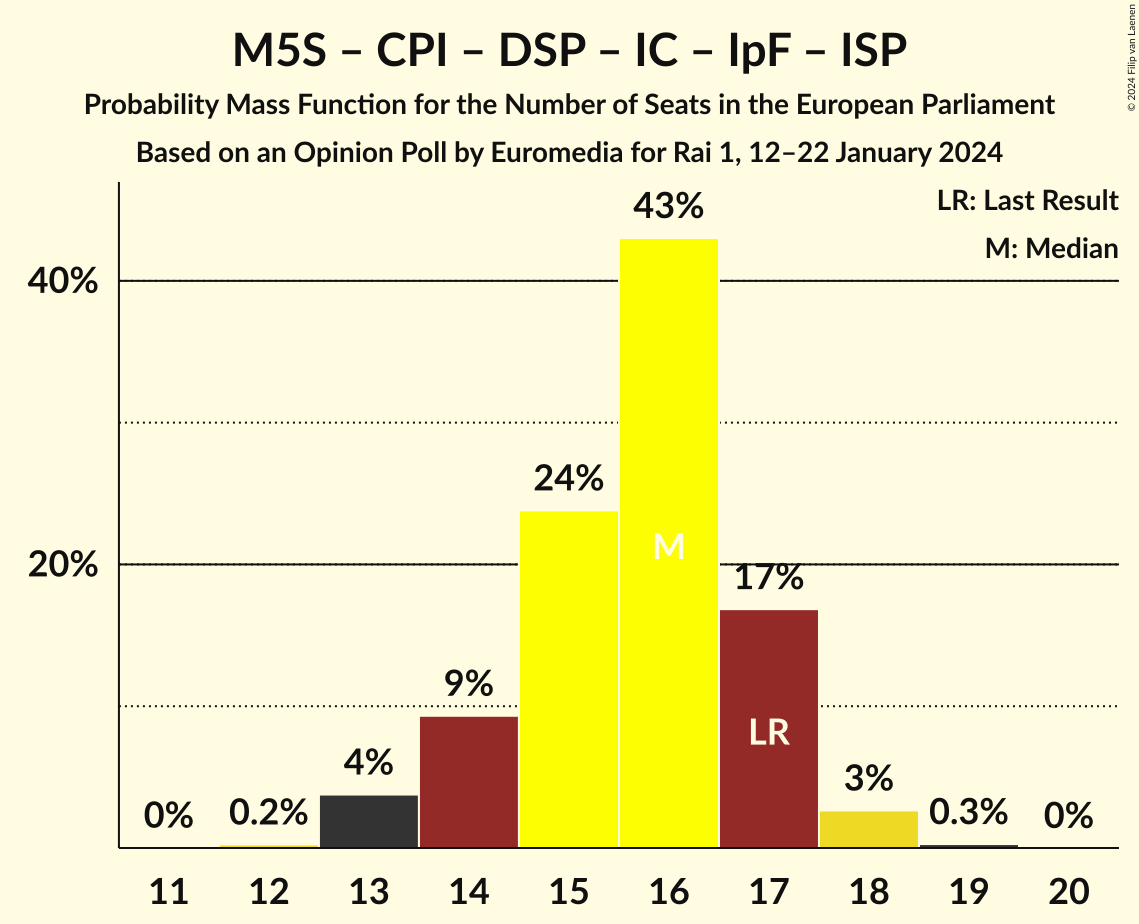 M5S – CPI – DSP – IC – IpF – ISP
Probability Mass Function for the Number of Seats in the European Parliament
Based on an Opinion Poll by Euromedia for Rai 1, 12–22 January 2024
© 2024 Filip van Laenen
LR: Last Result
M: Median
43%
40%
24%
M
20%
17%
9%
LR
4%
3%
0%
0.2%
0.3%
0%
11 12 13 14 15 16 17 18 19 20